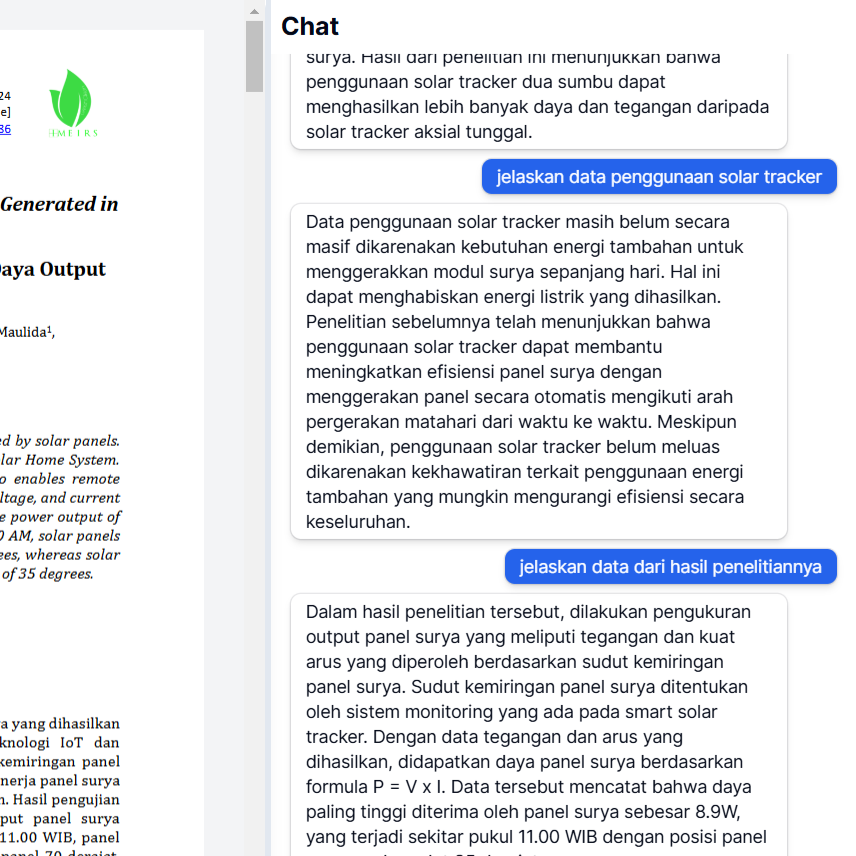 24
e]
36
HMETRS
Generated in
Daya Output
Maulida¹,
ed by solar panels.
lar Home System.
o enables remote
ltage, and current
e power output of
0 AM, solar panels
ees, whereas solar
of 35 degrees.
a yang dihasilkan
knologi IoT dan
kemiringan panel
nerja panel surya
n. Hasil pengujian
put panel surya
11.00 WIB, panel
panel 70 derajat.
Chat
surya. Hasil dari penelitian ini menunjukkan bahwa
penggunaan solar tracker dua sumbu dapat
menghasilkan lebih banyak daya dan tegangan daripada
solar tracker aksial tunggal.
jelaskan data penggunaan solar tracker
Data penggunaan solar tracker masih belum secara
masif dikarenakan kebutuhan energi tambahan untuk
menggerakkan modul surya sepanjang hari. Hal ini
dapat menghabiskan energi listrik yang dihasilkan.
Penelitian sebelumnya telah menunjukkan bahwa
penggunaan solar tracker dapat membantu
meningkatkan efisiensi panel surya dengan
menggerakan panel secara otomatis mengikuti arah
pergerakan matahari dari waktu ke waktu. Meskipun
demikian, penggunaan solar tracker belum meluas
dikarenakan kekhawatiran terkait penggunaan energi
tambahan yang mungkin mengurangi efisiensi secara
keseluruhan.
jelaskan data dari hasil penelitiannya
Dalam hasil penelitian tersebut, dilakukan pengukuran
output panel surya yang meliputi tegangan dan kuat
arus yang diperoleh berdasarkan sudut kemiringan
panel surya. Sudut kemiringan panel surya ditentukan
oleh sistem monitoring yang ada pada smart solar
tracker. Dengan data tegangan dan arus yang
dihasilkan, didapatkan daya panel surya berdasarkan
formula P = V x I. Data tersebut mencatat bahwa daya
paling tinggi diterima oleh panel surya sebesar 8.9W,
yang terjadi sekitar pukul 11.00 WIB dengan posisi panel